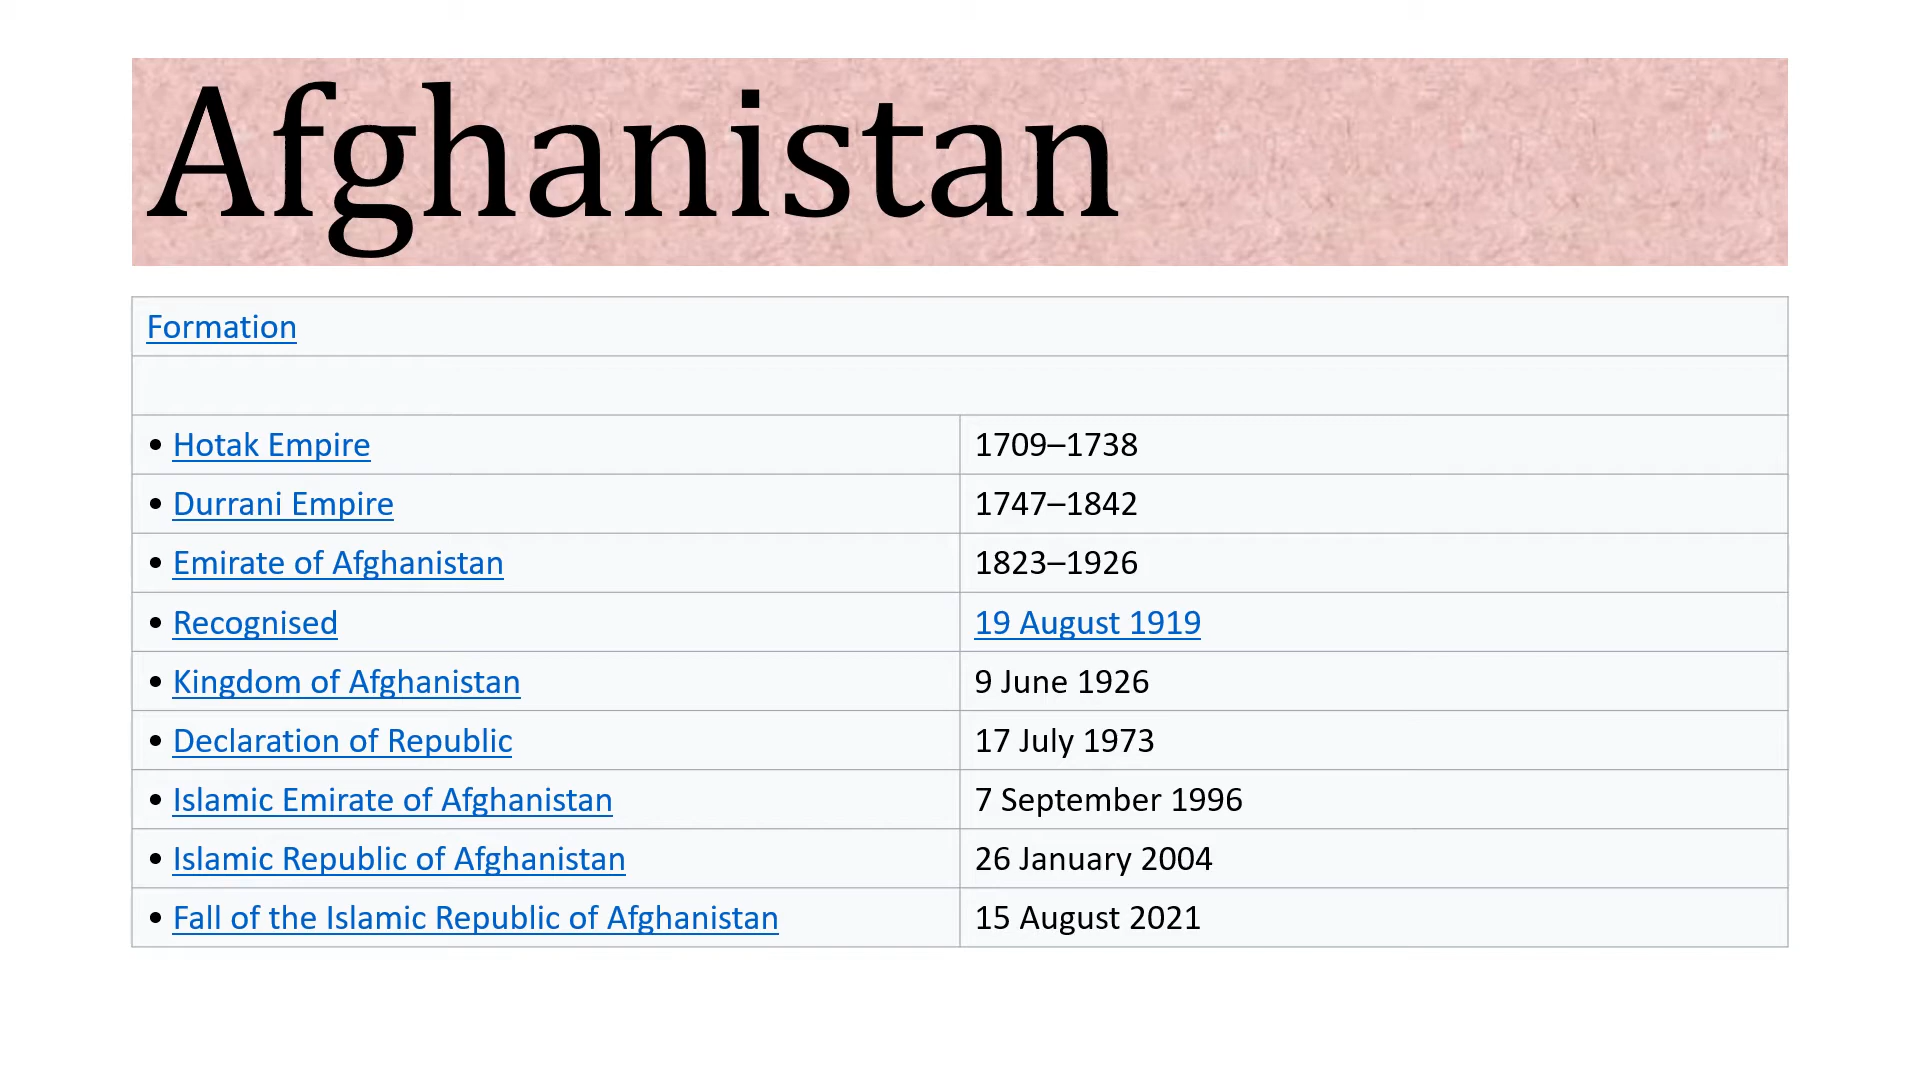 Afghanistan
Formation
• Hotak Empire 1709–1738
• Durrani Empire 1747–1842
• Emirate of Afghanistan 1823–1926
• Recognised 19 August 1919
• Kingdom of Afghanistan 9 June 1926
• Declaration of Republic 17 July 1973
• Islamic Emirate of Afghanistan 7 September 1996
• Islamic Republic of Afghanistan 26 January 2004
• Fall of the Islamic Republic of Afghanistan 15 August 2021